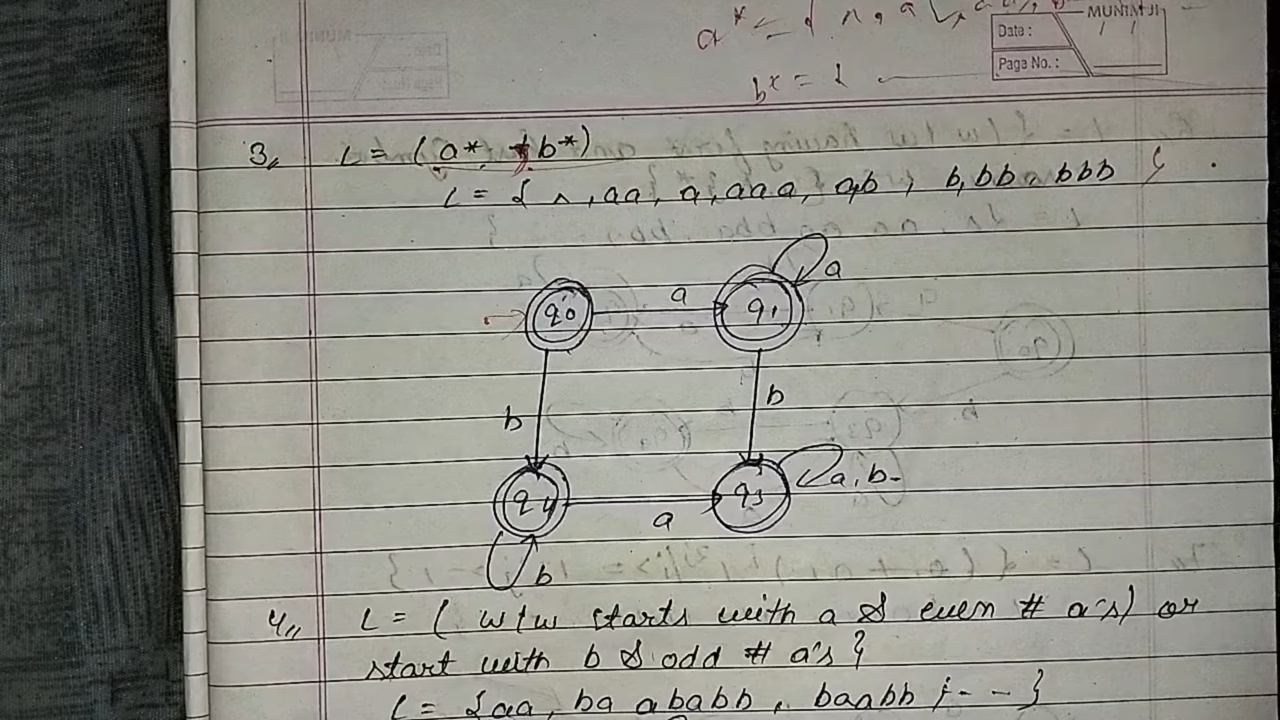 a* =
MUNIMJI
Date :
Page No. :
b* = {
3,, L = (a* + b*)
L = { ^, aa, a, aaa, a,b, b, bb, bbb } .
a
a
q0
q1
b
b
q4
q3
a, b
a
b
4,, L = ( w/w starts with a & even # a's) or
start with b & odd # a's }
L = { aa, ba ababb, baabb ; - - }